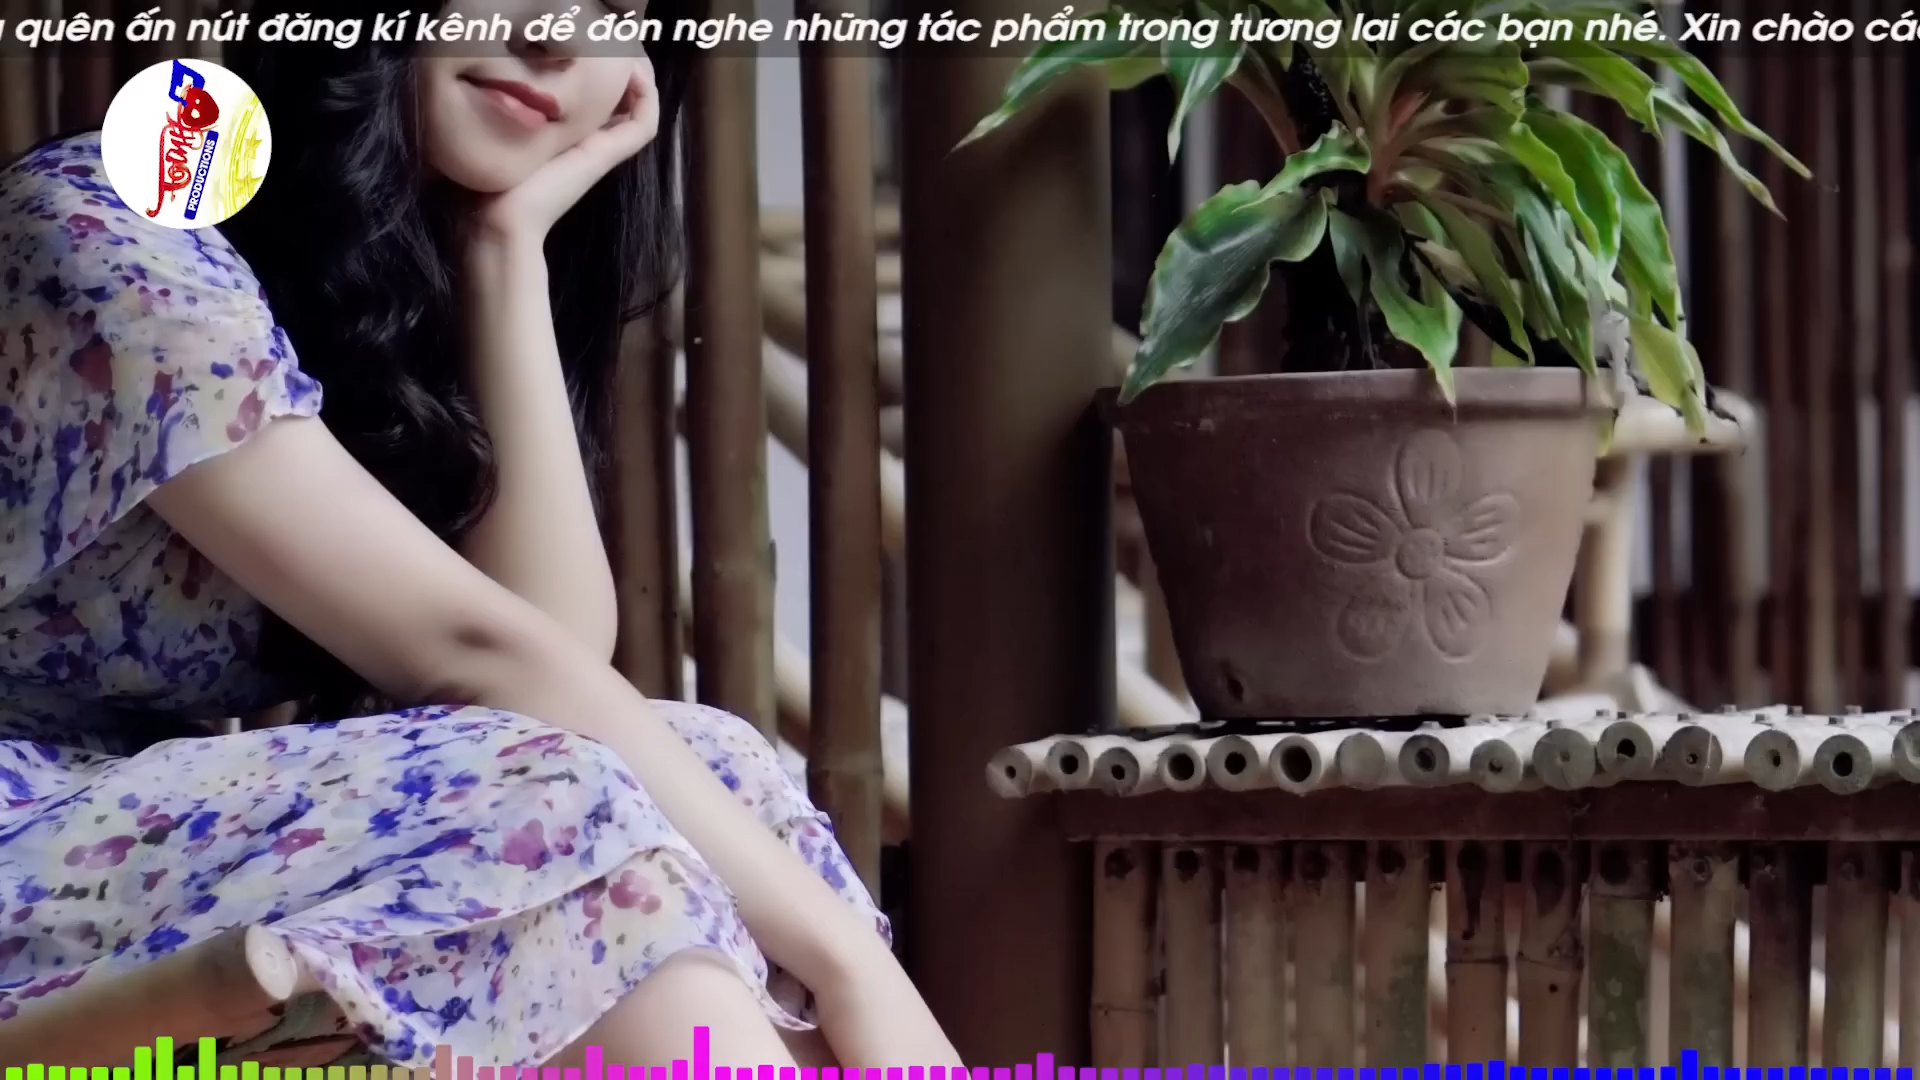 quên ấn nút đăng kí kênh để đón nghe những tác phẩm trong tương lai các bạn nhé. Xin chào
PRODUCTIONS